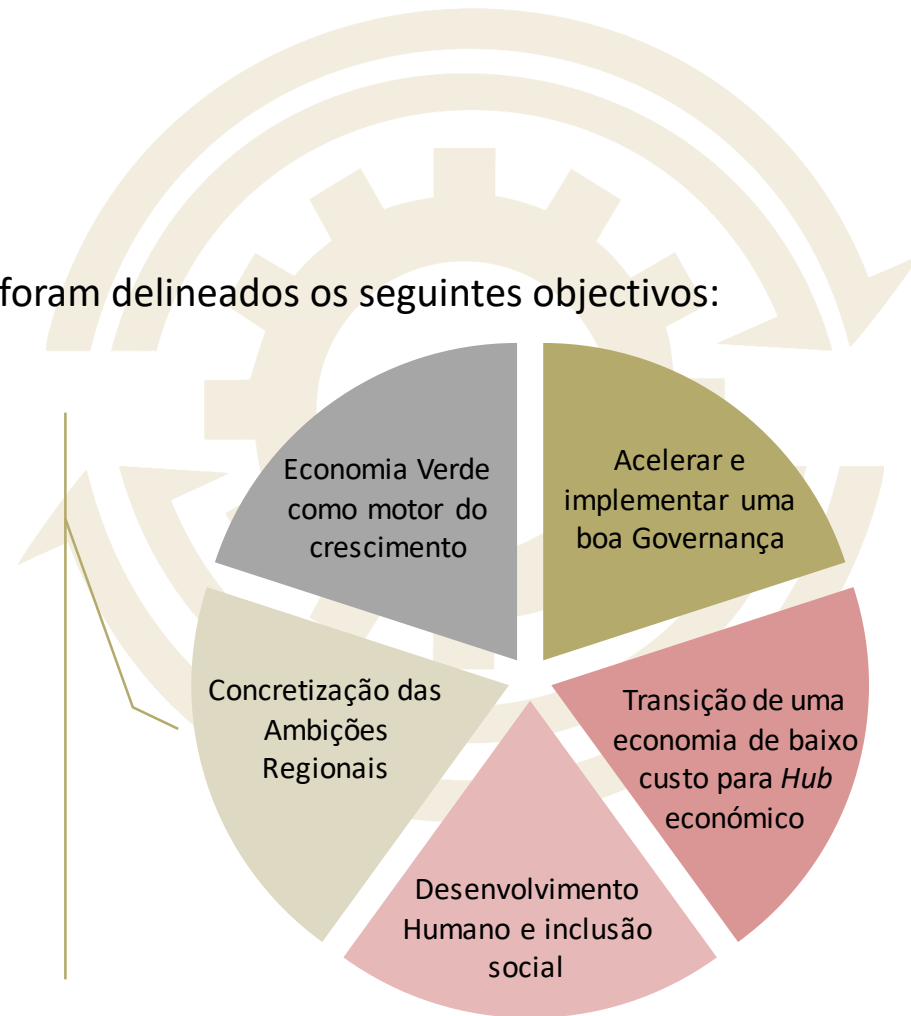 foram delineados os seguintes objectivos:
Economia Verde
como motor do
crescimento
Acelerar e
implementar uma
boa Governança
Concretização das
Ambições
Regionais
Transição de uma
economia de baixo
custo para Hub
económico
Desenvolvimento
Humano e inclusão
social